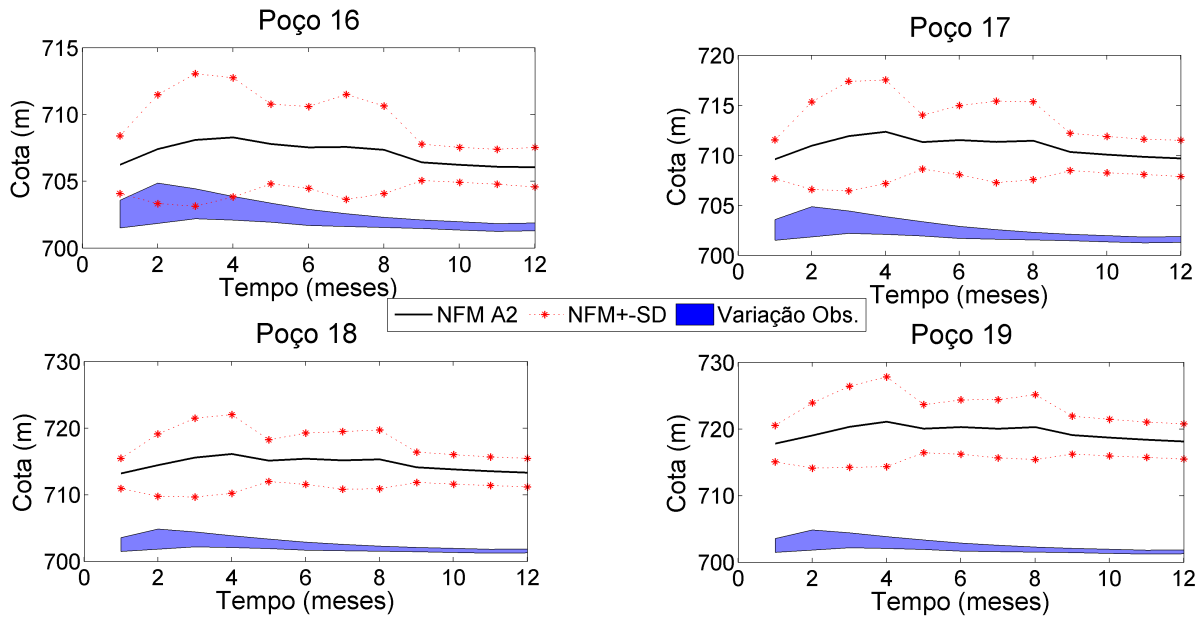 Poço 16
715
710
705
700
0 2 4 6 8 10 12
Cota (m)
Tempo (meses)
Poço 17
720
715
710
705
700
0 2 4 6 8 10 12
Cota (m)
Tempo (meses)
NFM A2 NFM+-SD Variação Obs.
Poço 18
730
720
710
700
0 2 4 6 8 10 12
Cota (m)
Tempo (meses)
Poço 19
730
720
710
700
0 2 4 6 8 10 12
Cota (m)
Tempo (meses)